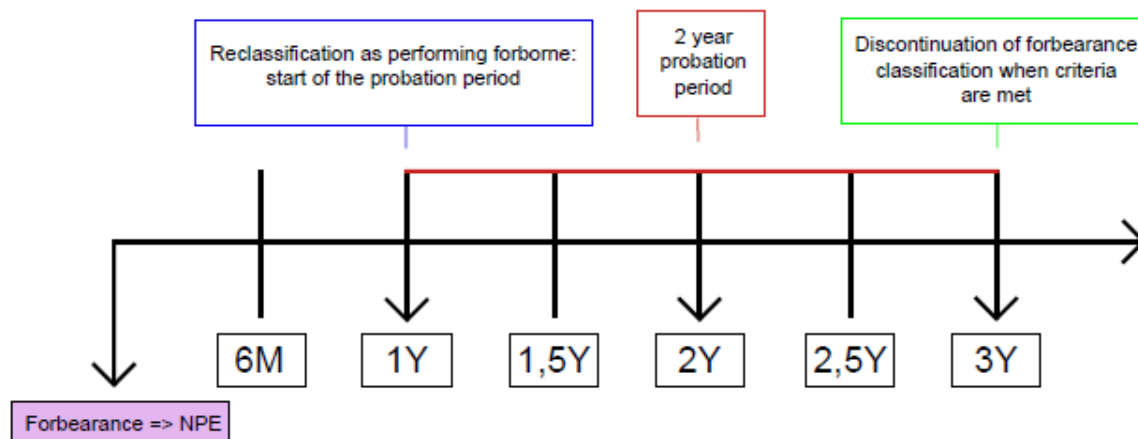 Reclassification as performing forborne:
start of the probation period
2 year
probation
period
Discontinuation of forbearance
classification when criteria
are met
6M
1Y
1,5Y
2Y
2,5Y
3Y
Forbearance => NPE